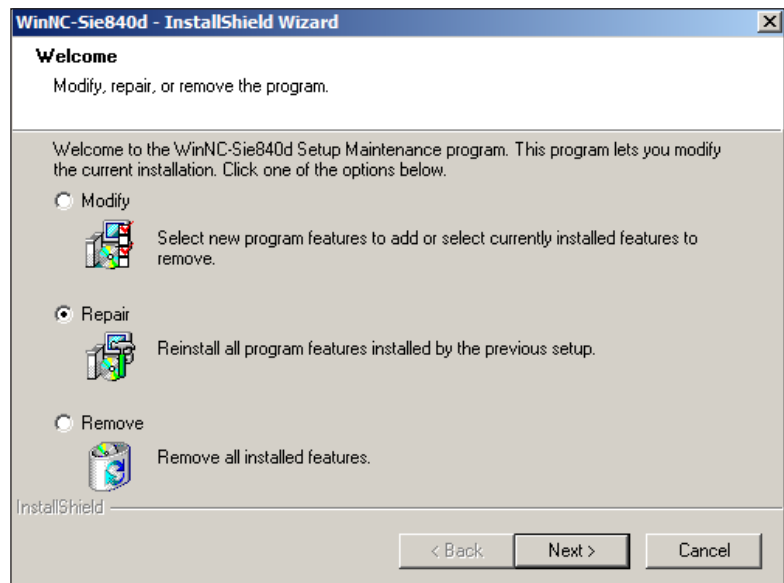 WinNC-Sie840d - InstallShield Wizard
Welcome
Modify, repair, or remove the program.
Welcome to the WinNC-Sie840d Setup Maintenance program. This program lets you modify
the current installation. Click one of the options below.
Modify
Select new program features to add or select currently installed features to
remove.
Repair
Reinstall all program features installed by the previous setup.
Remove
Remove all installed features.
InstallShield
< Back
Next >
Cancel